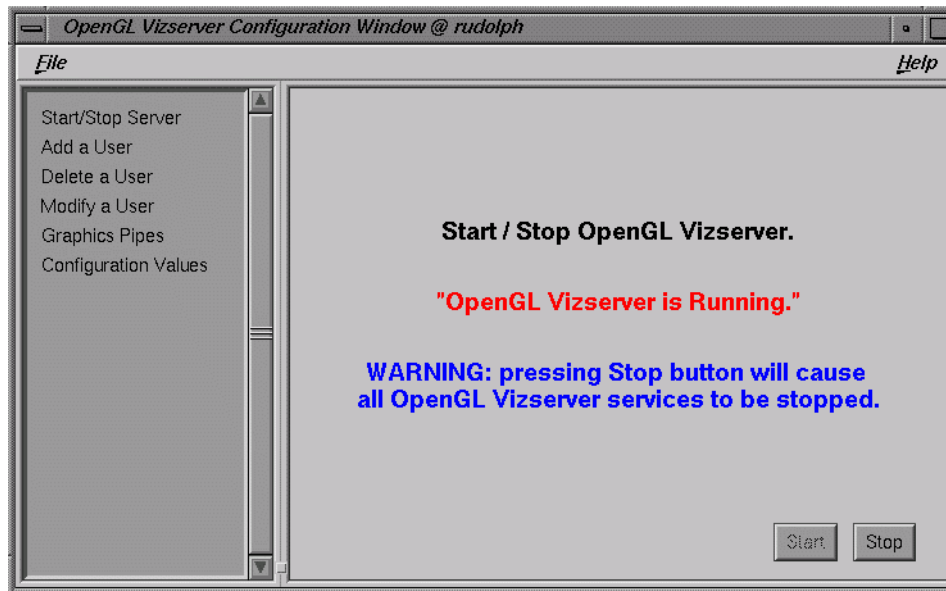 OpenGL Vizserver Configuration Window @ rudolph
File Help
Start/Stop Server
Add a User
Delete a User
Modify a User
Graphics Pipes
Configuration Values
Start / Stop OpenGL Vizserver.
"OpenGL Vizserver is Running."
WARNING: pressing Stop button will cause
all OpenGL Vizserver services to be stopped.
Start Stop